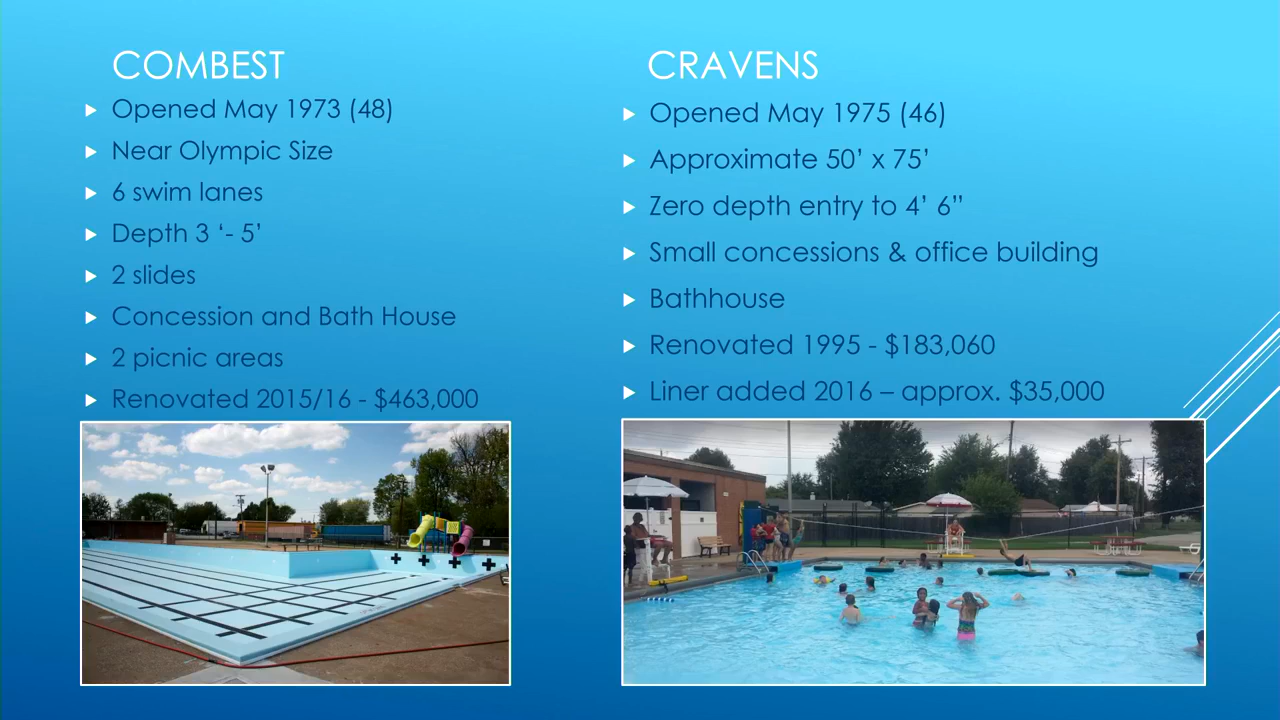 COMBEST
Opened May 1973 (48)
Near Olympic Size
6 swim lanes
Depth 3 ‘- 5’
2 slides
Concession and Bath House
2 picnic areas
Renovated 2015/16 - $463,000
CRAVENS
Opened May 1975 (46)
Approximate 50’ x 75’
Zero depth entry to 4’ 6”
Small concessions & office building
Bathhouse
Renovated 1995 - $183,060
Liner added 2016 – approx. $35,000